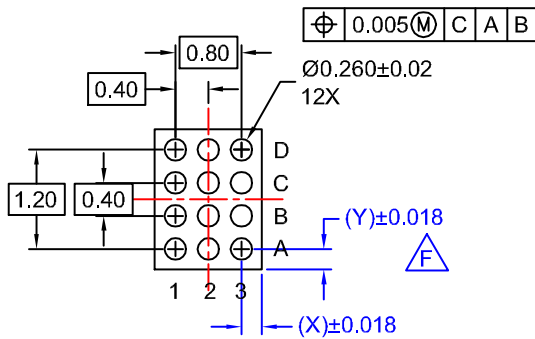 ⌖ 0.005Ⓜ C A B
0.80
Ø0.260±0.02
12X
0.40
D
C
1.20
0.40
B
(Y)±0.018
A
F
1 2 3
(X)±0.018